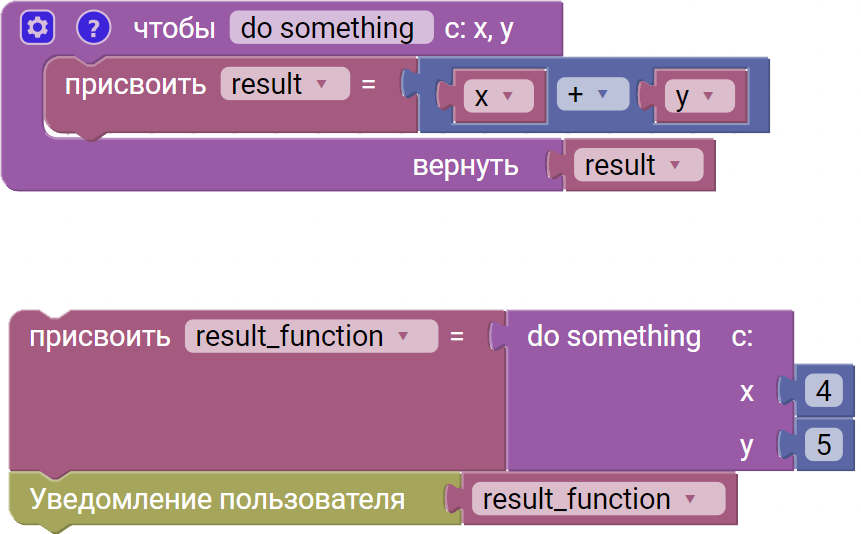 ? чтобы do something с: x, y
присвоить result = x + y
вернуть result
присвоить result_function = do something с:
x 4
y 5
Уведомление пользователя result_function